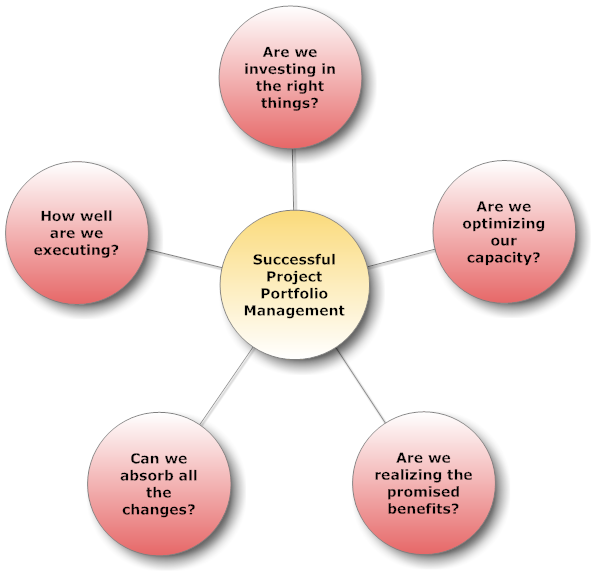 Are we
investing in
the right
things?
How well
are we
executing?
Are we
optimizing
our
capacity?
Successful
Project
Portfolio
Management
Can we
absorb all
the
changes?
Are we
realizing the
promised
benefits?